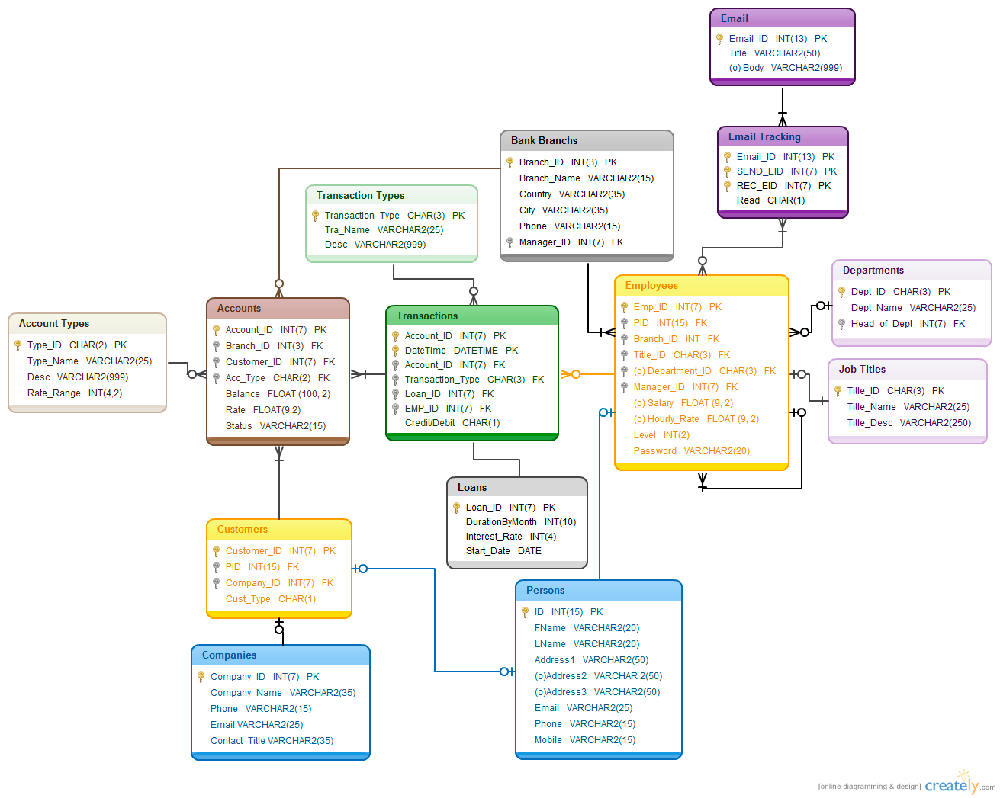 Email
Email_ID INT(13) PK
Title VARCHAR2(50)
(o) Body VARCHAR2(999)
Email Tracking
Email_ID INT(13) PK
SEND_EID INT(7) PK
REC_EID INT(7) PK
Read CHAR(1)
Bank Branchs
Branch_ID INT(3) PK
Branch_Name VARCHAR2(15)
Country VARCHAR2(35)
City VARCHAR2(35)
Phone VARCHAR2(15)
Manager_ID INT(7) FK
Transaction Types
Transaction_Type CHAR(3) PK
Tra_Name VARCHAR2(25)
Desc VARCHAR2(999)
Departments
Dept_ID CHAR(3) PK
Dept_Name VARCHAR2(25)
Head_of_Dept INT(7) FK
Employees
Emp_ID INT(7) PK
PID INT(15) FK
Branch_ID INT FK
Title_ID CHAR(3) FK
(o) Department_ID CHAR(3) FK
Manager_ID INT(7) FK
(o) Salary FLOAT (9, 2)
(o) Hourly_Rate FLOAT (9, 2)
Level INT(2)
Password VARCHAR2(20)
Accounts
Account_ID INT(7) PK
Branch_ID INT(3) FK
Customer_ID INT(7) FK
Acc_Type CHAR(2) FK
Balance FLOAT (100, 2)
Rate FLOAT(9,2)
Status VARCHAR2(15)
Transactions
Account_ID INT(7) PK
DateTime DATETIME PK
Account_ID INT(7) FK
Transaction_Type CHAR(3) FK
Loan_ID INT(7) FK
EMP_ID INT(7) FK
Credit/Debit CHAR(1)
Account Types
Type_ID CHAR(2) PK
Type_Name VARCHAR2(25)
Desc VARCHAR2(999)
Rate_Range INT(4,2)
Job Titles
Title_ID CHAR(3) PK
Title_Name VARCHAR2(25)
Title_Desc VARCHAR2(250)
Loans
Loan_ID INT(7) PK
DurationByMonth INT(10)
Interest_Rate INT(4)
Start_Date DATE
Customers
Customer_ID INT(7) PK
PID INT(15) FK
Company_ID INT(7) FK
Cust_Type CHAR(1)
Persons
ID INT(15) PK
FName VARCHAR2(20)
LName VARCHAR2(20)
Address1 VARCHAR2(50)
(o)Address2 VARCHAR 2(50)
(o)Address3 VARCHAR2(50)
Email VARCHAR2(25)
Phone VARCHAR2(15)
Mobile VARCHAR2(15)
Companies
Company_ID INT(7) PK
Company_Name VARCHAR2(35)
Phone VARCHAR2(15)
Email VARCHAR2(25)
Contact_Title VARCHAR2(35)
[online diagramming & design] creately.com